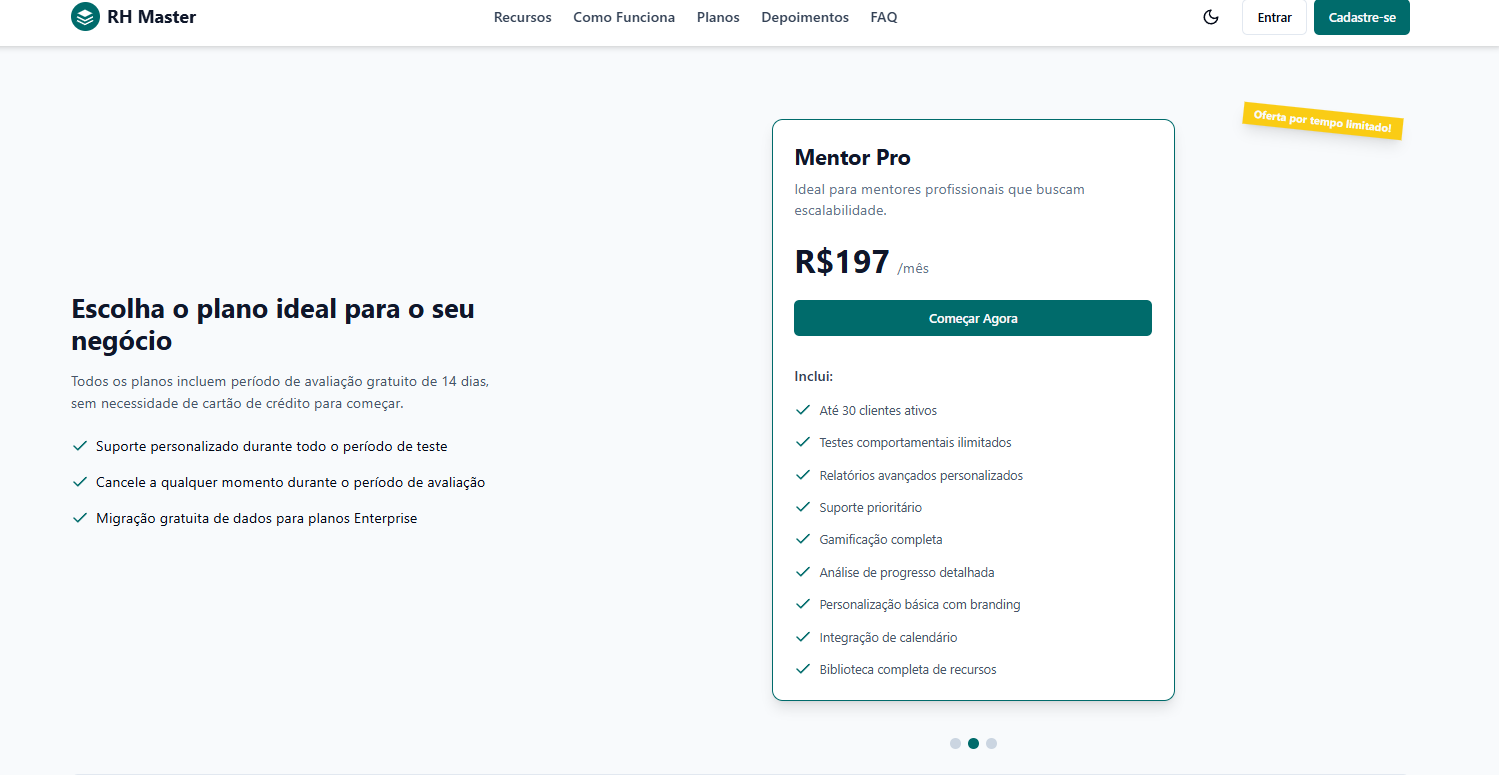 RH Master
Recursos
Como Funciona
Planos
Depoimentos
FAQ
Entrar
Cadastre-se
Escolha o plano ideal para o seu
negócio
Todos os planos incluem período de avaliação gratuito de 14 dias,
sem necessidade de cartão de crédito para começar.
Suporte personalizado durante todo o período de teste
Cancele a qualquer momento durante o período de avaliação
Migração gratuita de dados para planos Enterprise
Oferta por tempo limitado!
Mentor Pro
Ideal para mentores profissionais que buscam
escalabilidade.
R$197 /mês
Começar Agora
Inclui:
Até 30 clientes ativos
Testes comportamentais ilimitados
Relatórios avançados personalizados
Suporte prioritário
Gamificação completa
Análise de progresso detalhada
Personalização básica com branding
Integração de calendário
Biblioteca completa de recursos